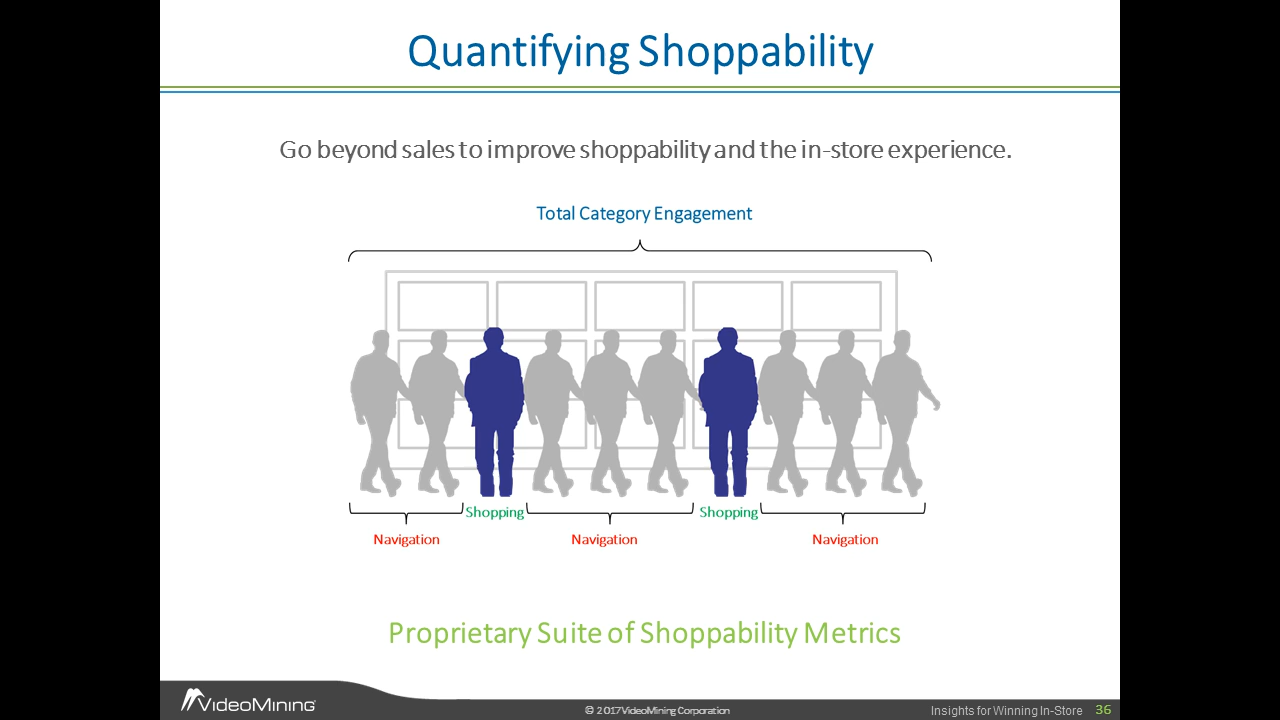 Quantifying Shoppability
Go beyond sales to improve shoppability and the in-store experience.
Total Category Engagement
Shopping
Shopping
Navigation
Navigation
Navigation
Proprietary Suite of Shoppability Metrics
VideoMining
© 2017 VideoMining Corporation
Insights for Winning In-Store 36